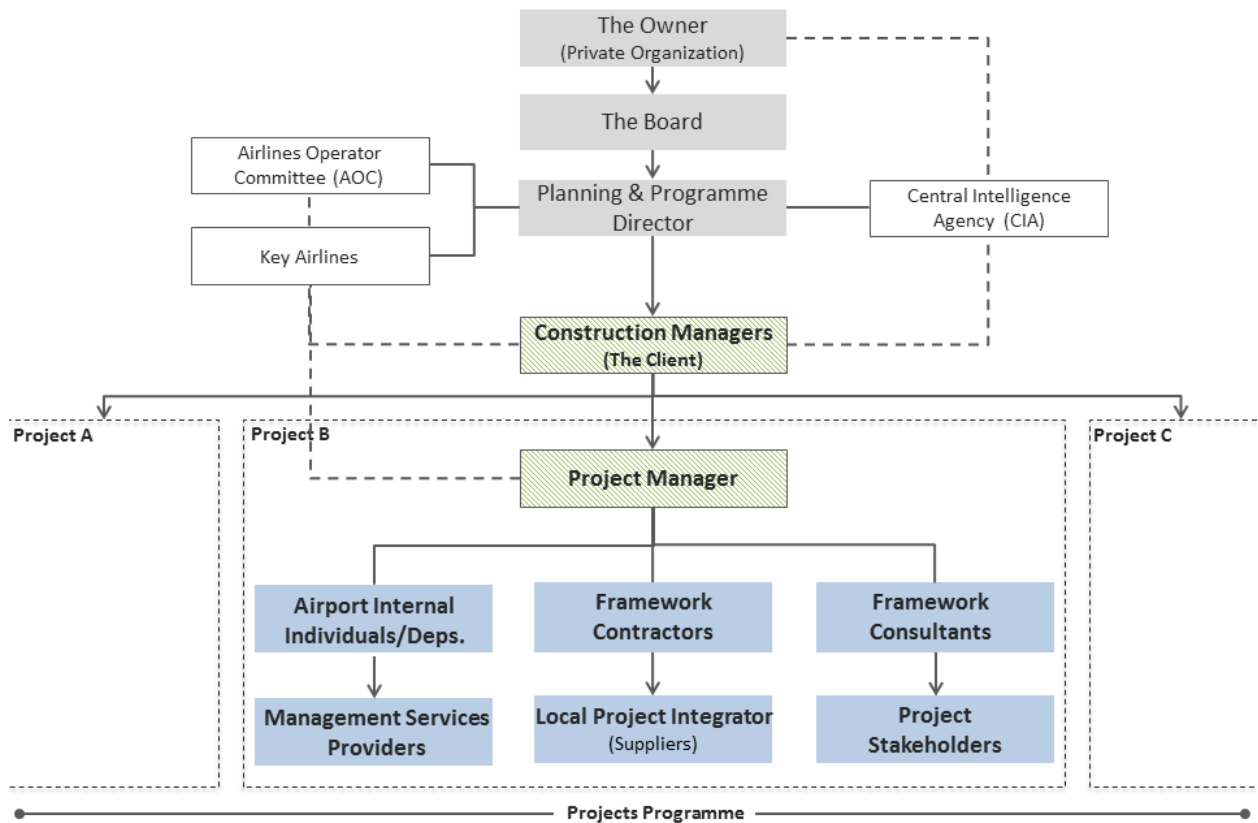 The Owner
(Private Organization)
The Board
Airlines Operator
Committee (AOC)
Planning & Programme
Director
Central Intelligence
Agency (CIA)
Key Airlines
Construction Managers
(The Client)
Project A
Project B
Project C
Project Manager
Airport Internal
Individuals/Deps.
Framework
Contractors
Framework
Consultants
Management Services
Providers
Local Project Integrator
(Suppliers)
Project
Stakeholders
Projects Programme